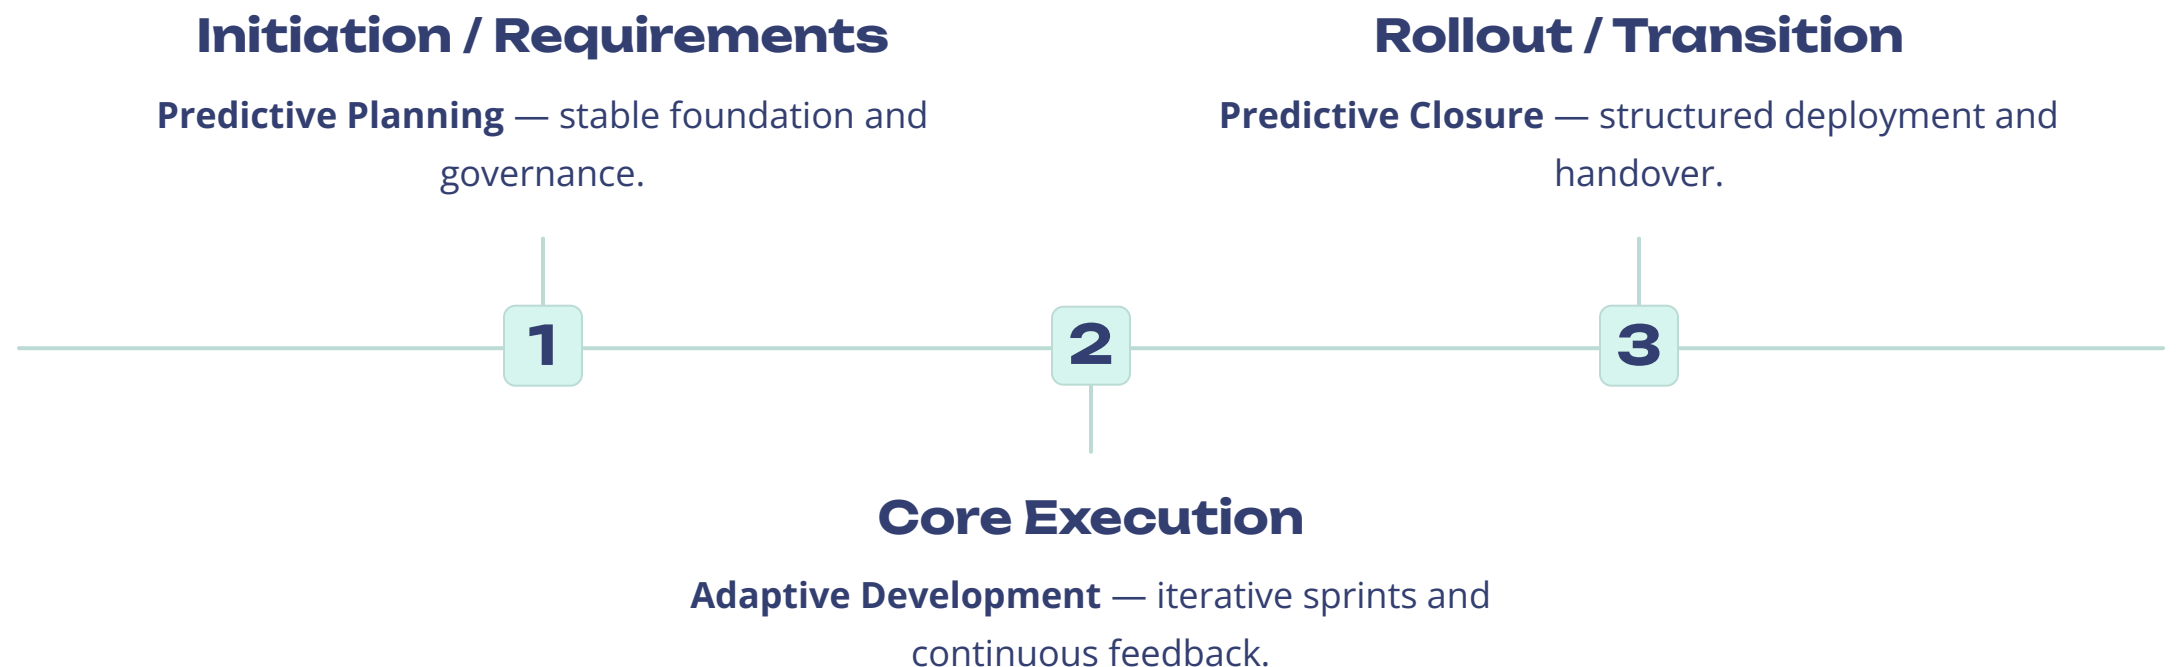 Initiation / Requirements
Predictive Planning — stable foundation and
governance.
Rollout / Transition
Predictive Closure — structured deployment and
handover.
1
2
3
Core Execution
Adaptive Development — iterative sprints and
continuous feedback.